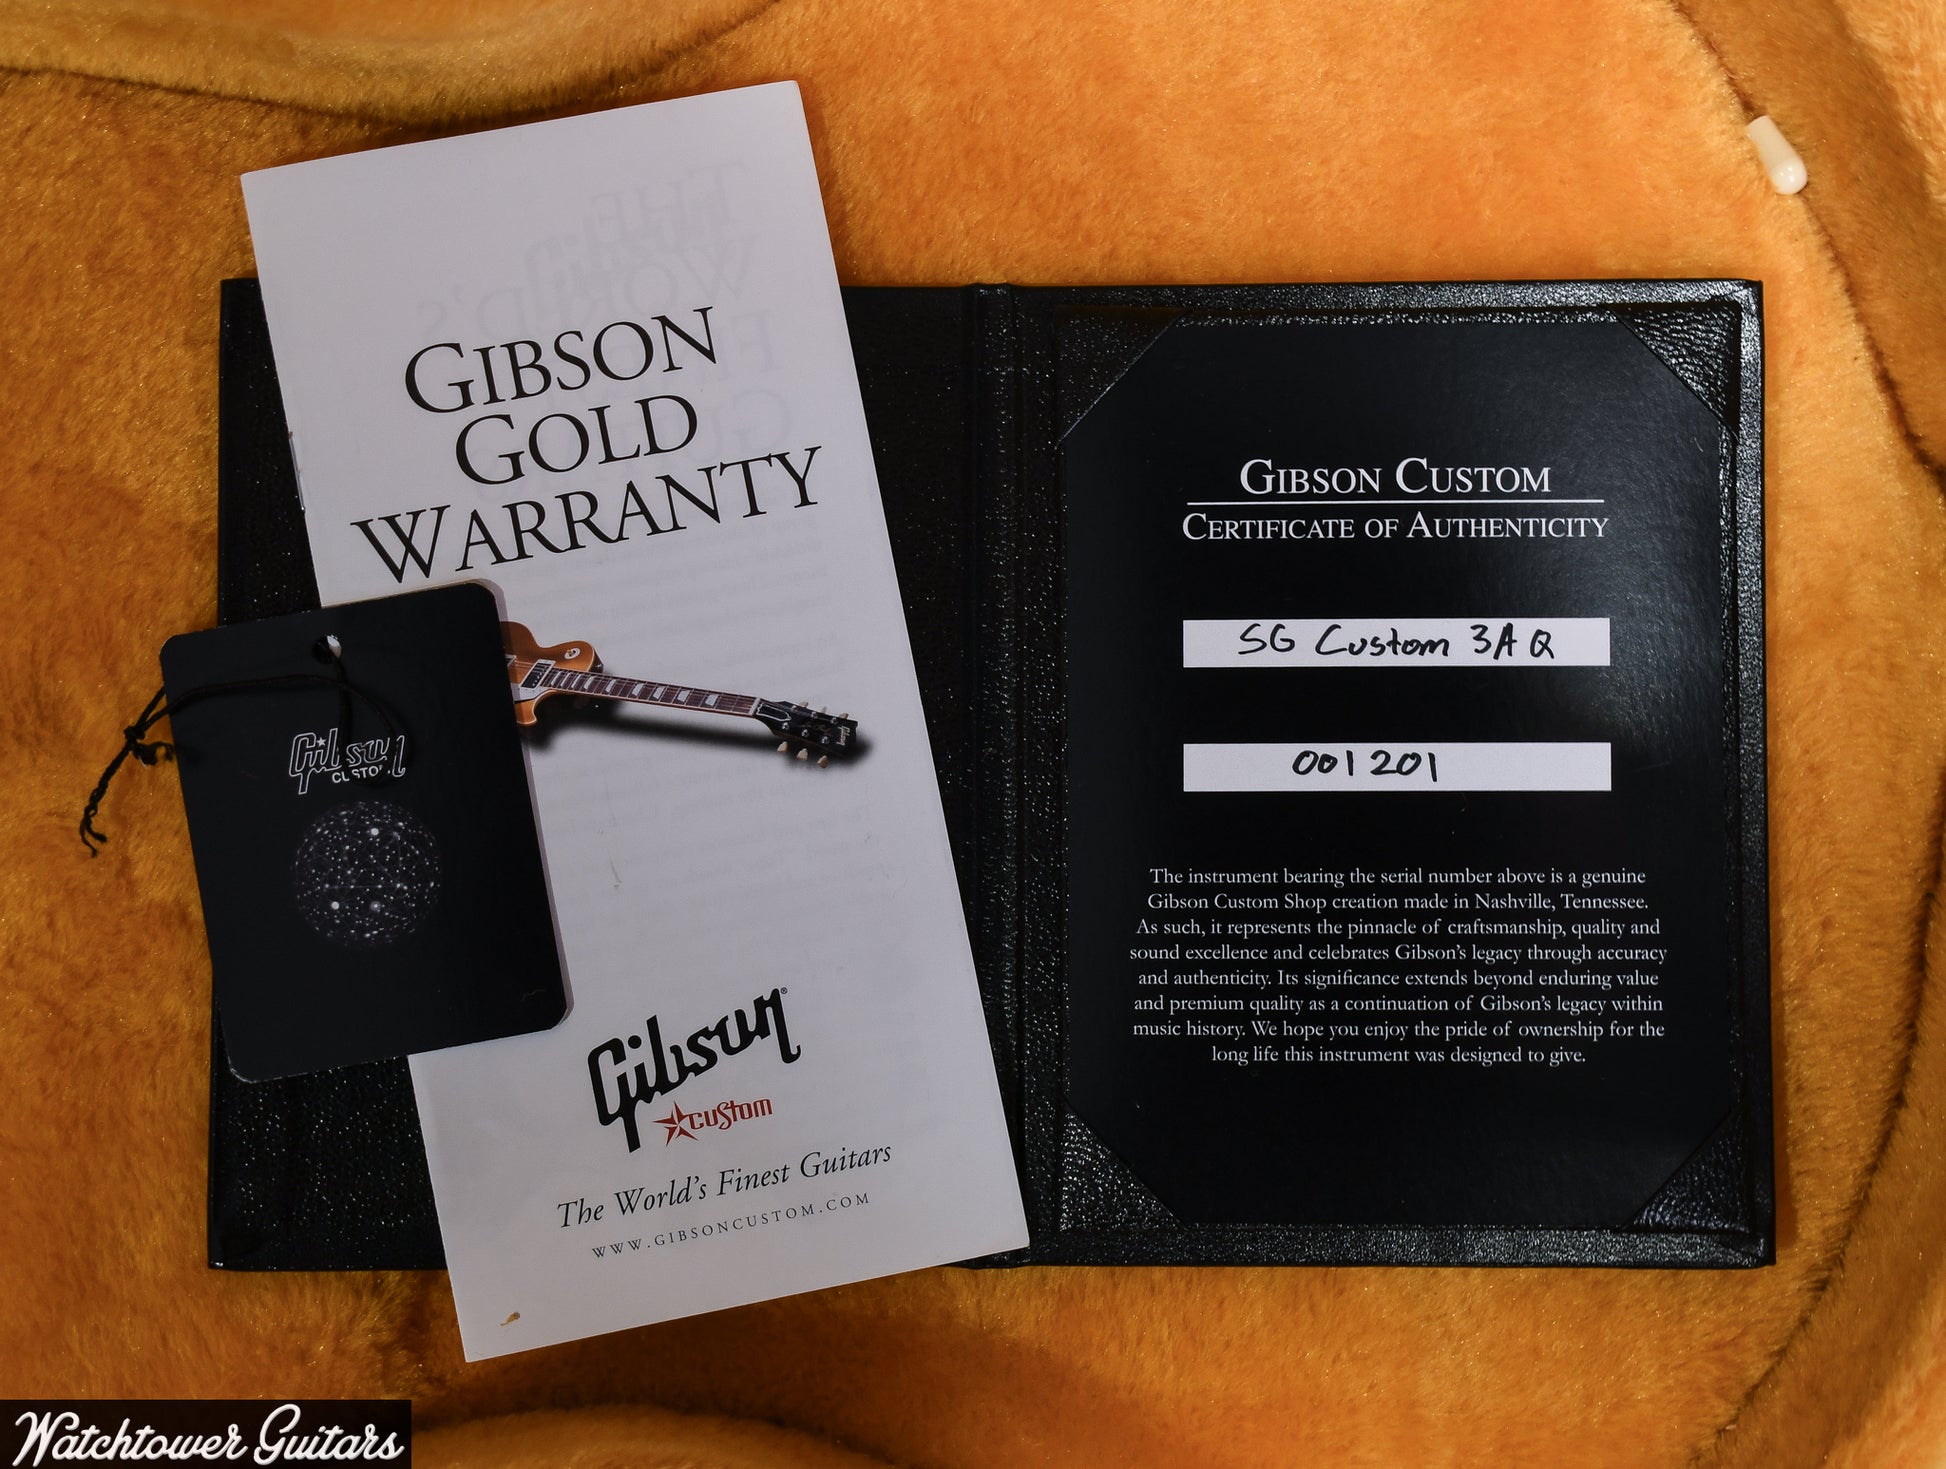 GIBSON
GOLD
WARRANTY
Gibson
CUSTOM
Gibson®
custom
The World's Finest Guitars
WWW.GIBSONCUSTOM.COM
GIBSON CUSTOM
CERTIFICATE OF AUTHENTICITY
SG Custom 3A Q
001201
The instrument bearing the serial number above is a genuine
Gibson Custom Shop creation made in Nashville, Tennessee.
As such, it represents the pinnacle of craftsmanship, quality and
sound excellence and celebrates Gibson's legacy through accuracy
and authenticity. Its significance extends beyond enduring value
and premium quality as a continuation of Gibson's legacy within
music history. We hope you enjoy the pride of ownership for the
long life this instrument was designed to give.
Watchtower Guitars